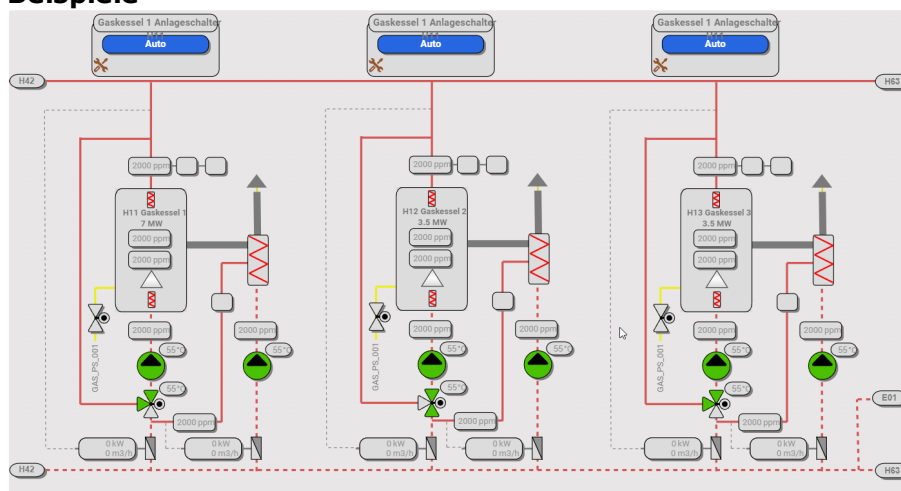 Beispiele
Gaskessel 1 Anlageschalter
H11
Auto
Gaskessel 1 Anlageschalter
H11
Auto
Gaskessel 1 Anlageschalter
H11
Auto
H42
H63
2000 ppm
2000 ppm
2000 ppm
H11 Gaskessel 1
7 MW
2000 ppm
2000 ppm
H12 Gaskessel 2
3.5 MW
2000 ppm
2000 ppm
H13 Gaskessel 3
3.5 MW
2000 ppm
2000 ppm
2000 ppm
2000 ppm
2000 ppm
2000 ppm
2000 ppm
2000 ppm
GAS_PS_001
55°C
55°C
GAS_PS_001
55°C
55°C
GAS_PS_001
55°C
55°C
55°C
55°C
55°C
E01
2000 ppm
2000 ppm
2000 ppm
0 kW
0 m3/h
0 kW
0 m3/h
0 kW
0 m3/h
0 kW
0 m3/h
0 kW
0 m3/h
0 kW
0 m3/h
H42
H63